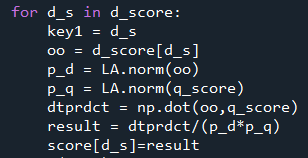 for d_s in d_score:
    key1 = d_s
    oo = d_score[d_s]
    p_d = LA.norm(oo)
    p_q = LA.norm(q_score)
    dtprdct = np.dot(oo,q_score)
    result = dtprdct/(p_d*p_q)
    score[d_s]=result